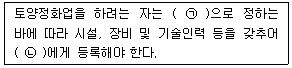 토양정화업을 하려는 자는 ( ㉠ )으로 정하는
바에 따라 시설, 장비 및 기술인력 등을 갖추어
( ㉡ )에게 등록해야 한다.